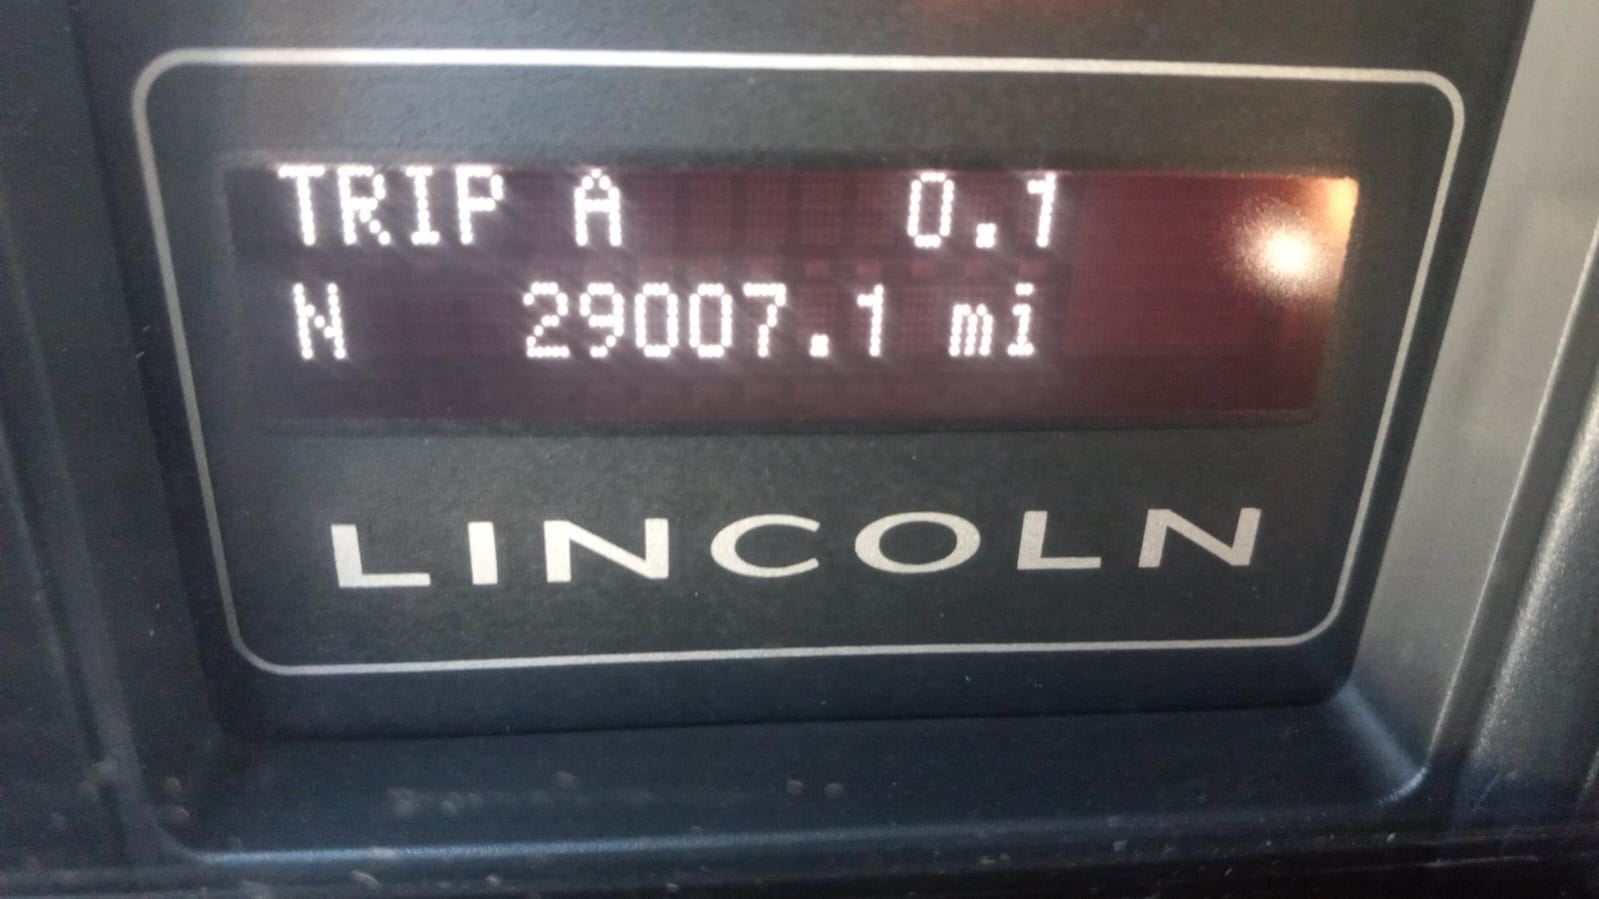 TRIP A 0.1
N 29007.1 mi
LINCOLN